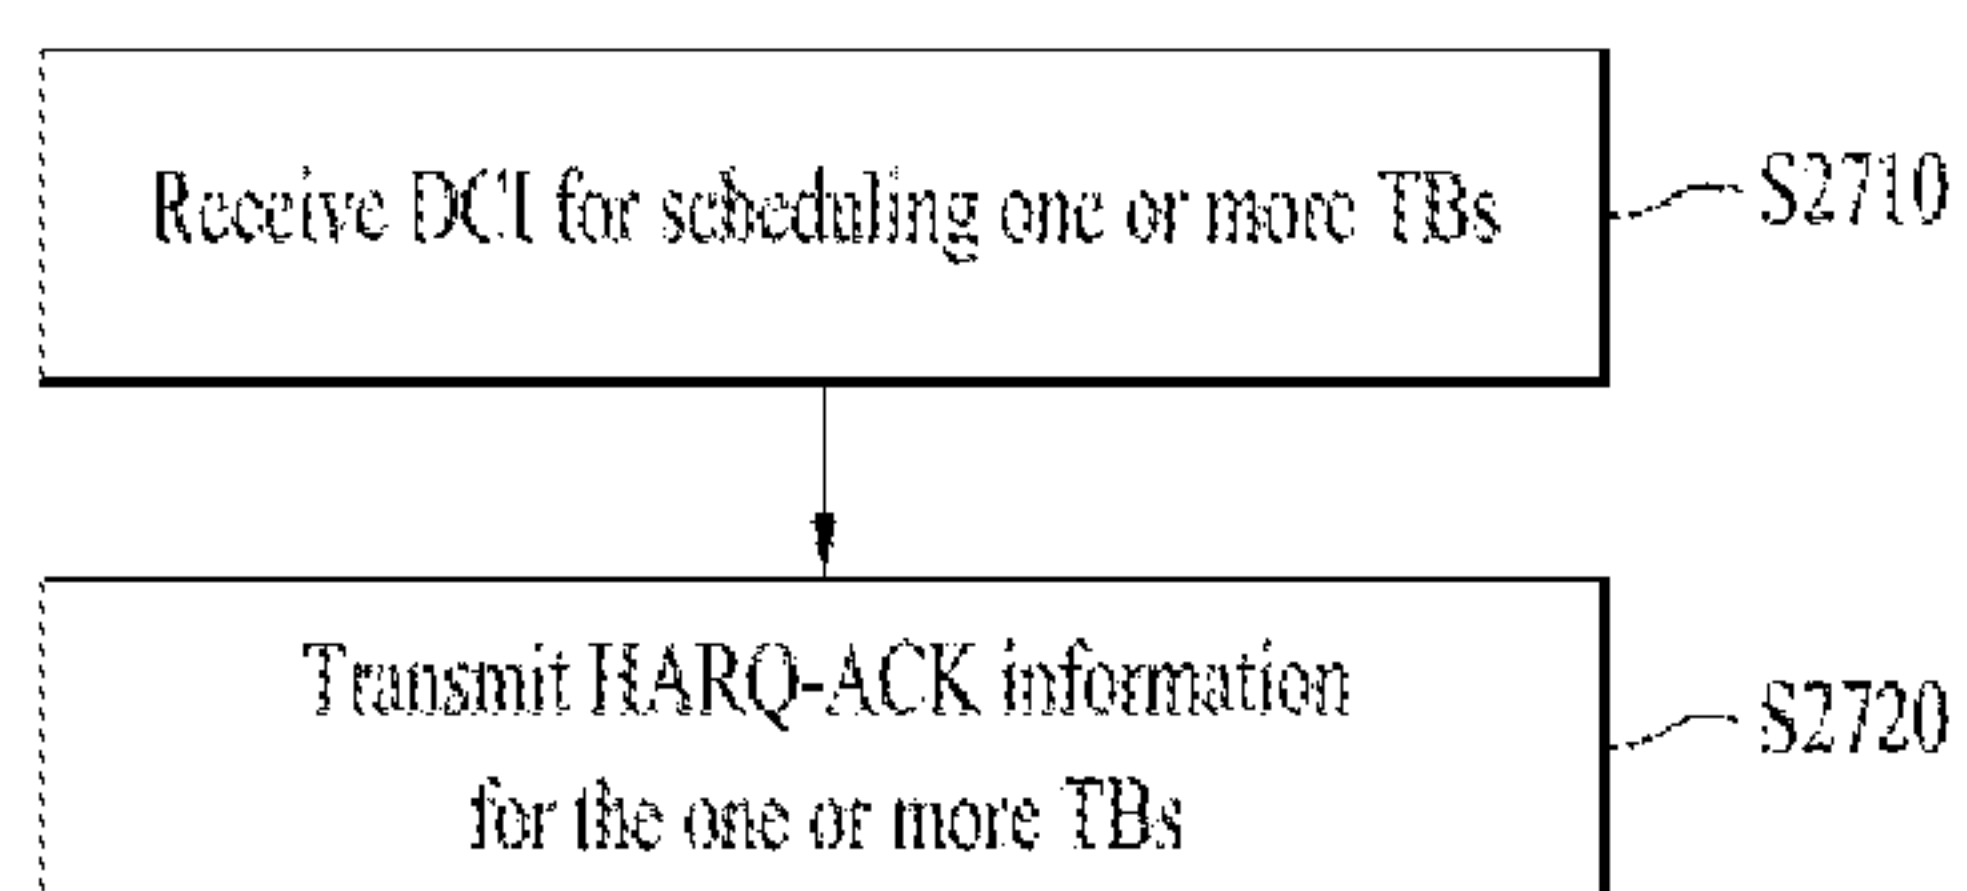 Receive DCI for scheduling one or more TBs
S2710
Transmit HARQ-ACK information
for the one or more TBs
S2720